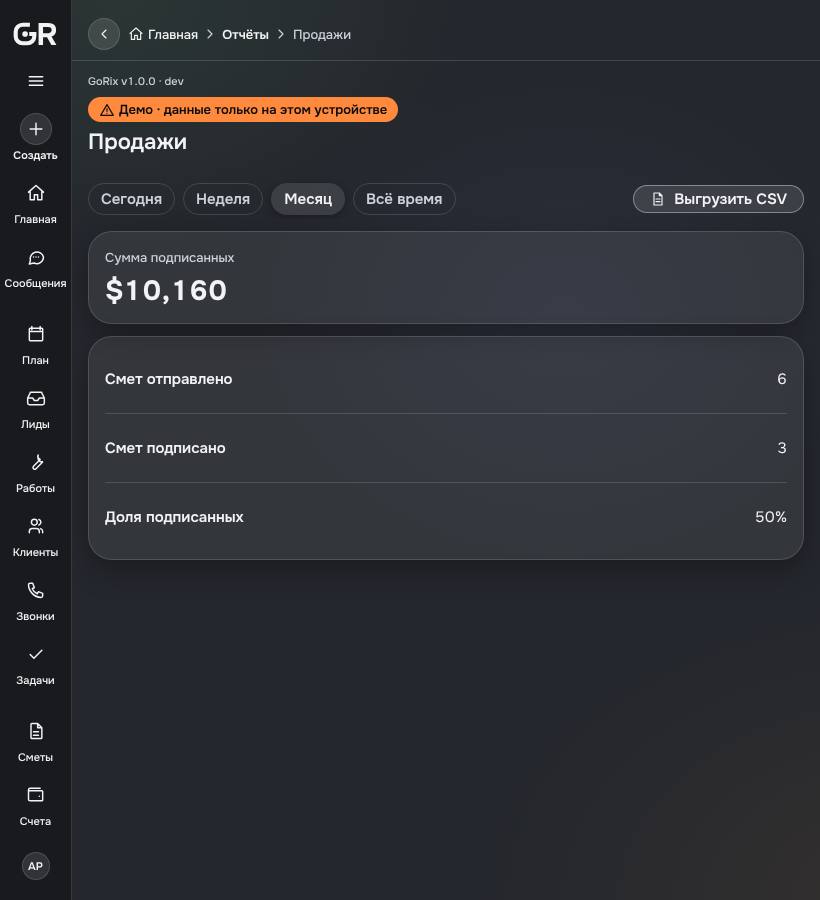 GR
Главная
Отчёты
Продажи
GoRix v1.0.0 · dev
Демо · данные только на этом устройстве
Продажи
Создать
Главная
Сообщения
План
Лиды
Работы
Клиенты
Звонки
Задачи
Сметы
Счета
AP
Сегодня
Неделя
Месяц
Всё время
Выгрузить CSV
Сумма подписанных
$10,160
Смет отправлено
6
Смет подписано
3
Доля подписанных
50%